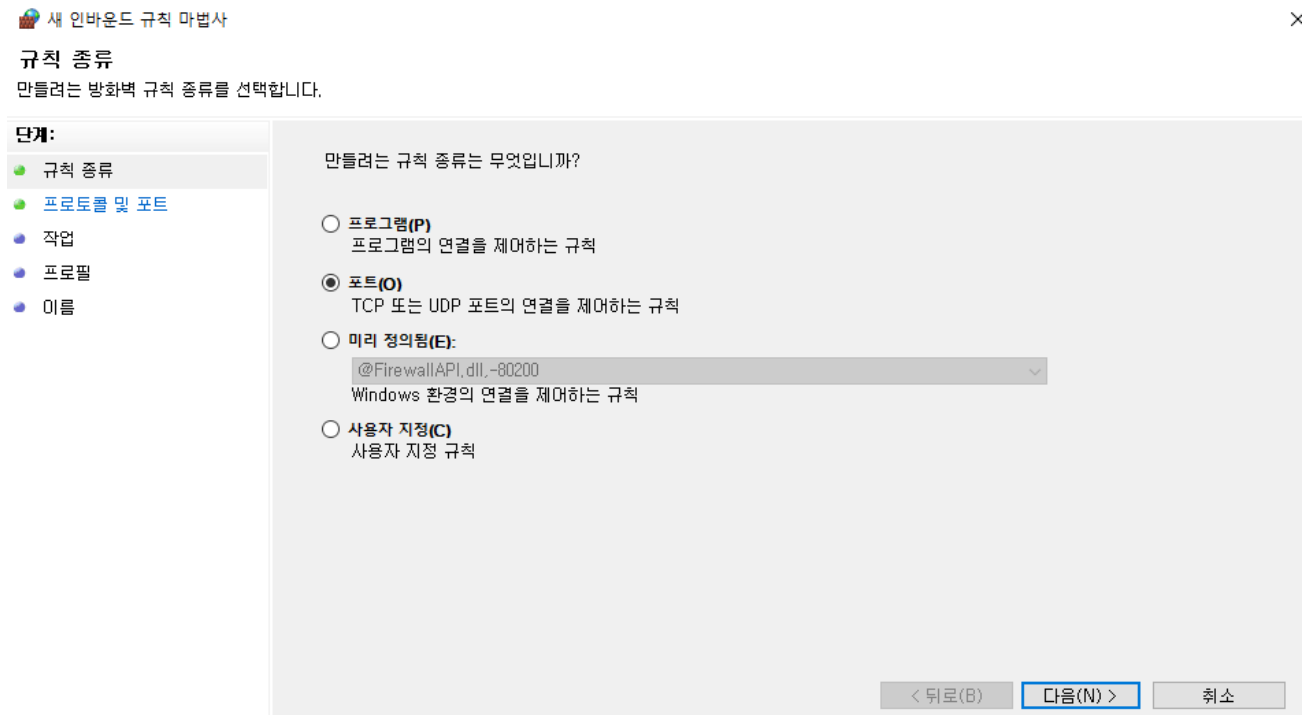 새 인바운드 규칙 마법사
규칙 종류
만들려는 방화벽 규칙 종류를 선택합니다.
단계:
규칙 종류
프로토콜 및 포트
작업
프로필
이름
만들려는 규칙 종류는 무엇입니까?
프로그램(P)
프로그램의 연결을 제어하는 규칙
포트(O)
TCP 또는 UDP 포트의 연결을 제어하는 규칙
미리 정의됨(E):
@FirewallAPI.dll,-80200
Windows 환경의 연결을 제어하는 규칙
사용자 지정(C)
사용자 지정 규칙
< 뒤로(B)
다음(N) >
취소